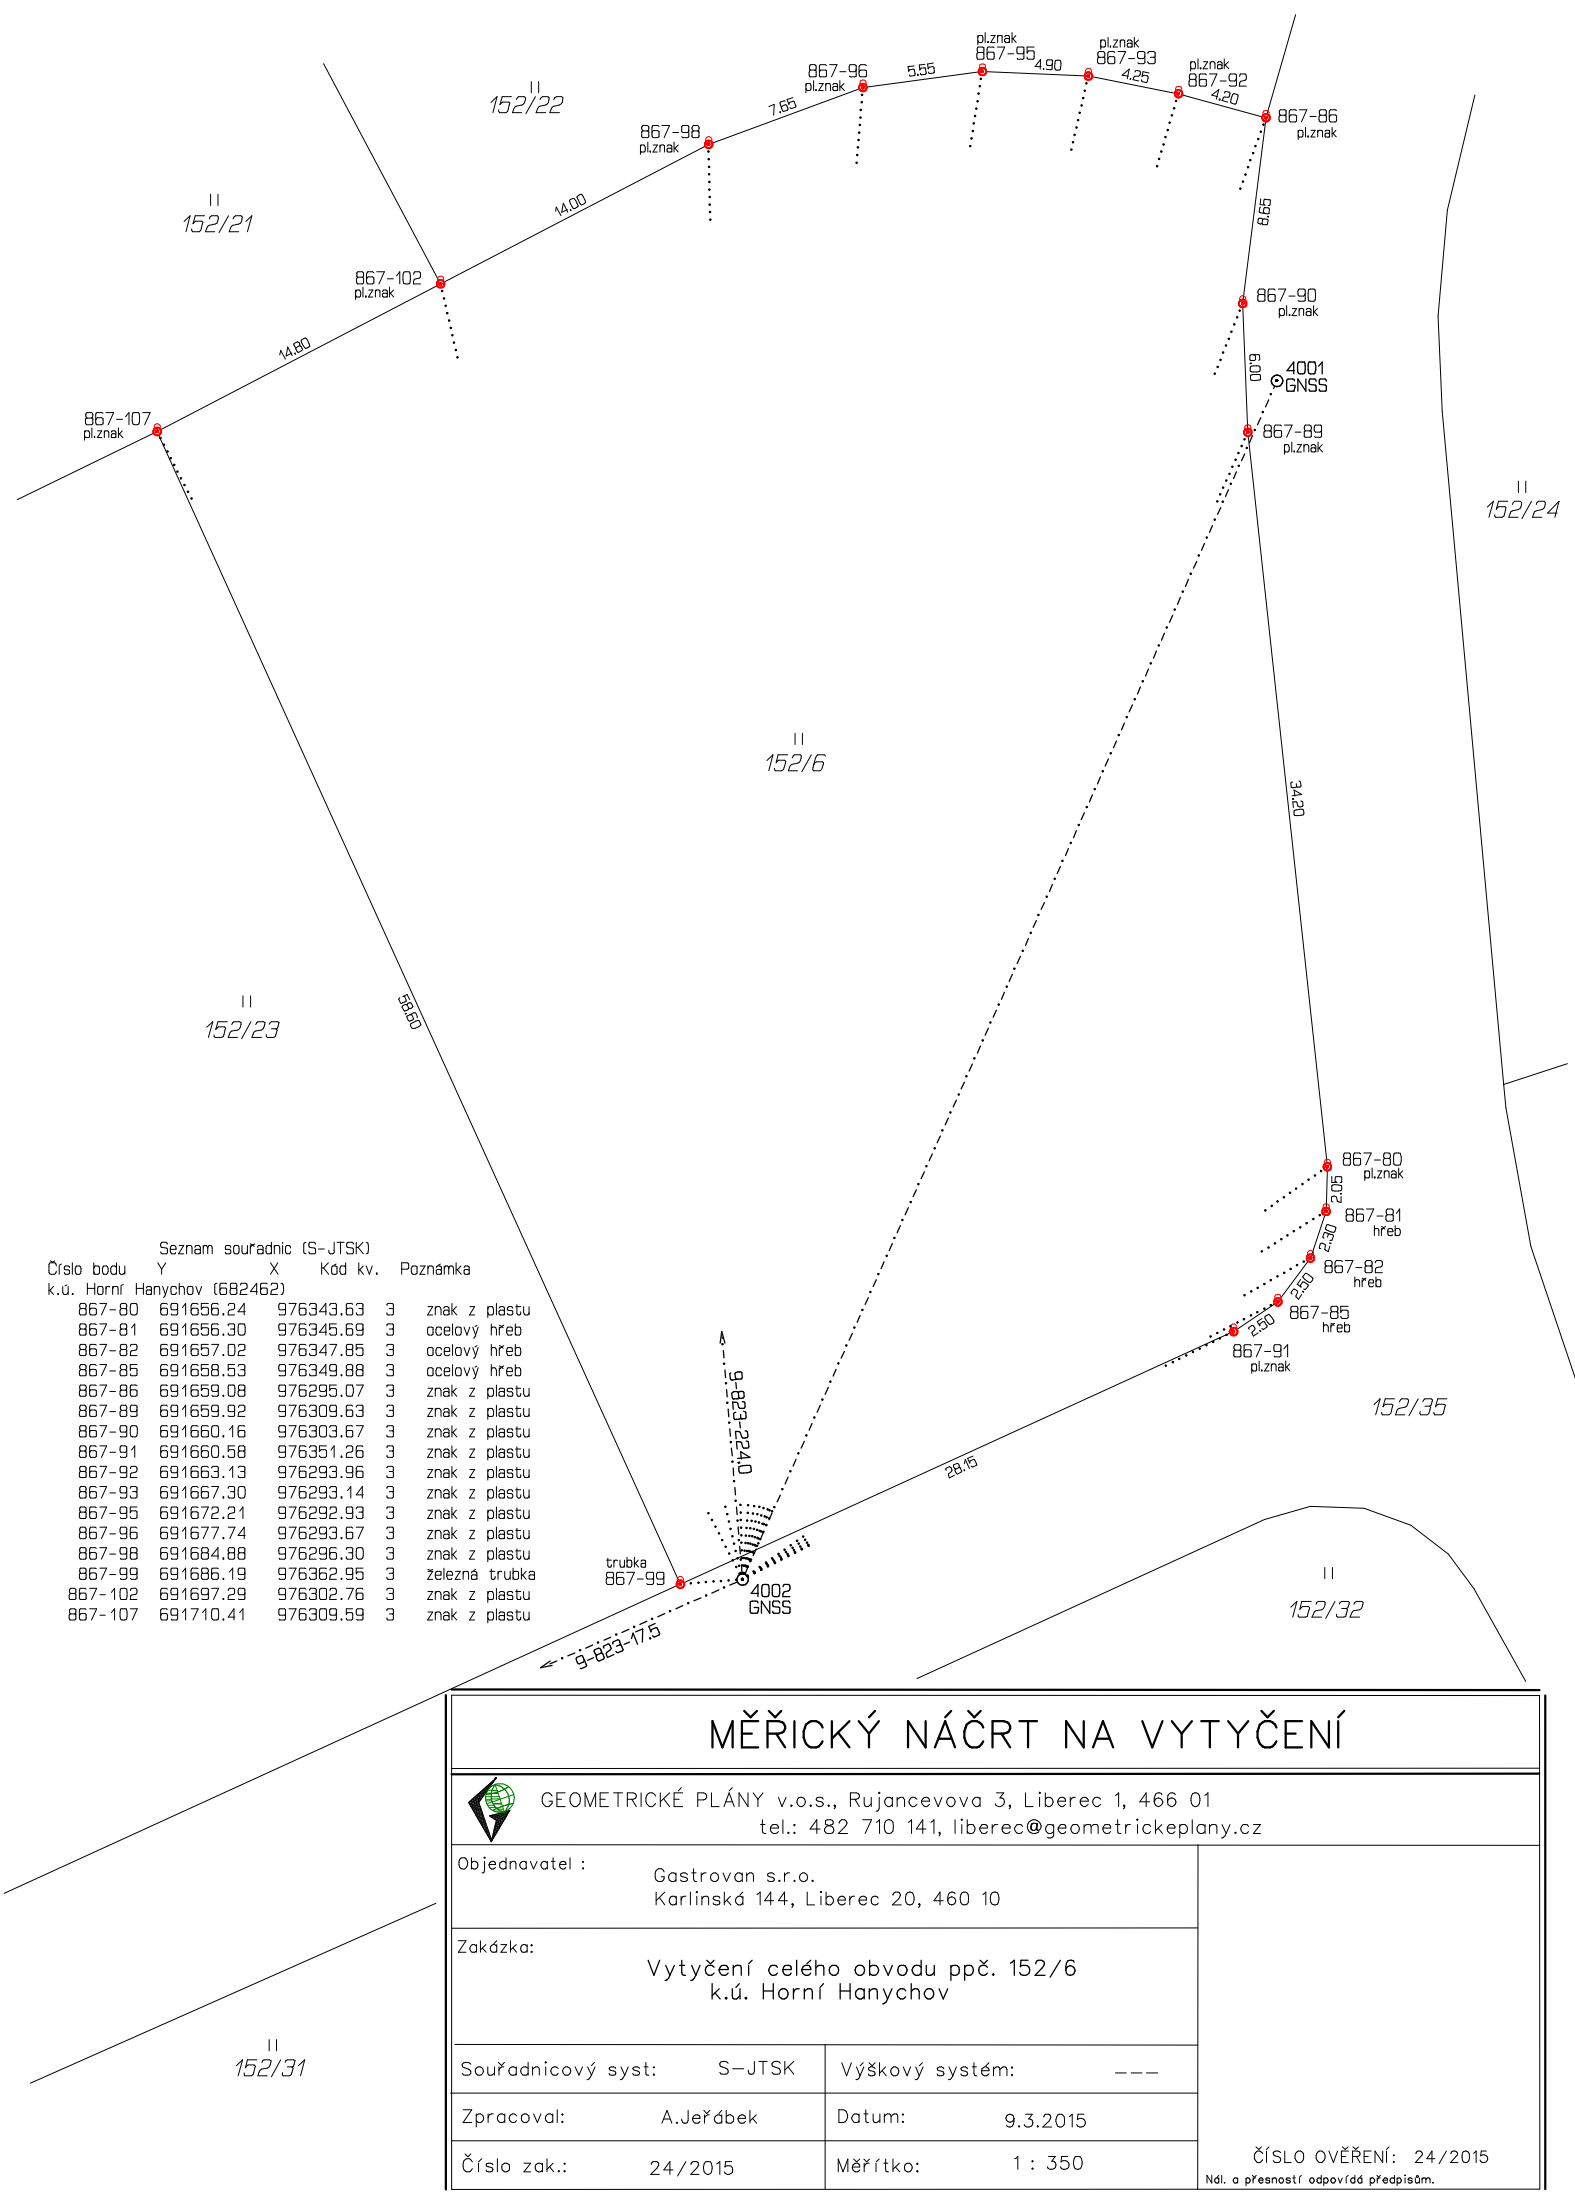 pl.znak
867-95
4.90
pl.znak
867-93
4.25
pl.znak
867-92
4.20
867-96
pl.znak
5.55
7.65
867-86
pl.znak
II
152/22
867-98
pl.znak
14.00
8.65
II
152/21
867-102
pl.znak
867-90
pl.znak
14.80
6.00
4001
GNSS
867-107
pl.znak
867-89
pl.znak
II
152/24
II
152/6
34.20
II
152/23
58.60
867-80
pl.znak
2.05
867-81
hřeb
2.30
867-82
hřeb
2.50
867-85
hřeb
2.50
867-91
pl.znak
Seznam souřadnic (S-JTSK)
Číslo bodu Y X Kód kv. Poznámka
k.ú. Horní Hanychov (682462)
867-80 691656.24 976343.63 3 znak z plastu
867-81 691656.30 976345.69 3 ocelový hřeb
867-82 691657.02 976347.85 3 ocelový hřeb
867-85 691658.53 976349.88 3 ocelový hřeb
867-86 691659.08 976295.07 3 znak z plastu
867-89 691659.92 976309.63 3 znak z plastu
867-90 691660.16 976303.67 3 znak z plastu
867-91 691660.58 976351.26 3 znak z plastu
867-92 691663.13 976293.96 3 znak z plastu
867-93 691667.30 976293.14 3 znak z plastu
867-95 691672.21 976292.93 3 znak z plastu
867-96 691677.74 976293.67 3 znak z plastu
867-98 691684.88 976296.30 3 znak z plastu
867-99 691686.19 976362.95 3 železná trubka
867-102 691697.29 976302.76 3 znak z plastu
867-107 691710.41 976309.59 3 znak z plastu
9-823-224.0
152/35
28.15
trubka
867-99
4002
GNSS
9-823-17.5
II
152/32
MĚŘICKÝ NÁČRT NA VYTYČENÍ
GEOMETRICKÉ PLÁNY v.o.s., Rujancevova 3, Liberec 1, 466 01
tel.: 482 710 141, liberec@geometrickeplany.cz
Objednavatel :
Gastrovan s.r.o.
Karlinská 144, Liberec 20, 460 10
Zakázka:
Vytyčení celého obvodu ppč. 152/6
k.ú. Horní Hanychov
II
152/31
Souřadnicový syst: S-JTSK Výškový systém: ---
Zpracoval: A.Jeřábek Datum: 9.3.2015
Číslo zak.: 24/2015 Měřítko: 1 : 350
ČÍSLO OVĚŘENÍ: 24/2015
Nál. a přesností odpovídá předpisům.